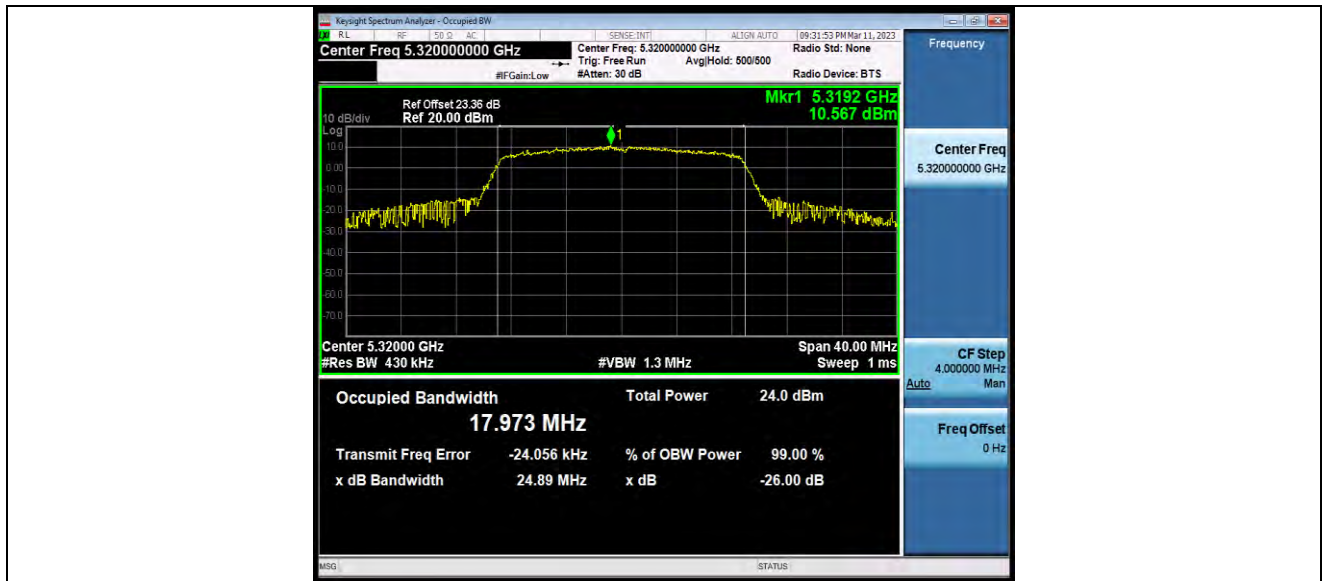 Keysight Spectrum Analyzer - Occupied BW
RL RF 50 Ω AC SENSE:INT ALIGN AUTO 09:31:53 PM Mar 11, 2023
Center Freq 5.320000000 GHz
Center Freq: 5.320000000 GHz
Radio Std: None
Trig: Free Run Avg|Hold: 500/500
#IFGain:Low #Atten: 30 dB Radio Device: BTS
Frequency
Mkr1 5.3192 GHz
10.567 dBm
Ref Offset 23.36 dB
10 dB/div Ref 20.00 dBm
Log
1
10.0
0.00
-10.0
-20.0
-30.0
-40.0
-50.0
-60.0
-70.0
Center 5.32000 GHz Span 40.00 MHz
#Res BW 430 kHz #VBW 1.3 MHz Sweep 1 ms
Center Freq
5.320000000 GHz
CF Step
4.000000 MHz
Auto Man
Freq Offset
0 Hz
Occupied Bandwidth Total Power 24.0 dBm
17.973 MHz
Transmit Freq Error -24.056 kHz % of OBW Power 99.00 %
x dB Bandwidth 24.89 MHz x dB -26.00 dB
MSG STATUS